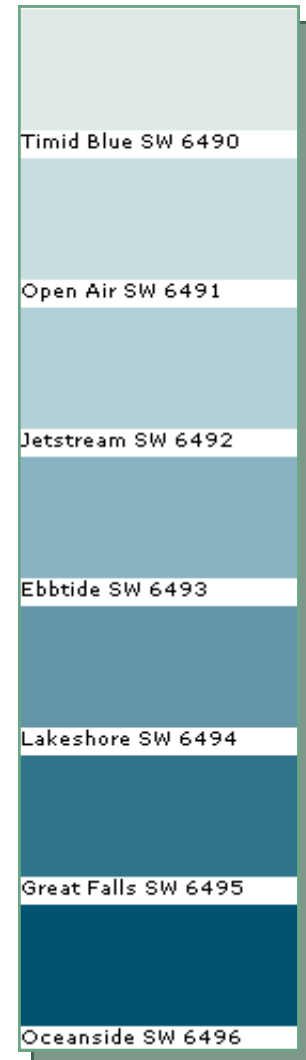 Timid Blue SW 6490
Open Air SW 6491
Jetstream SW 6492
Ebbtide SW 6493
Lakeshore SW 6494
Great Falls SW 6495
Oceanside SW 6496